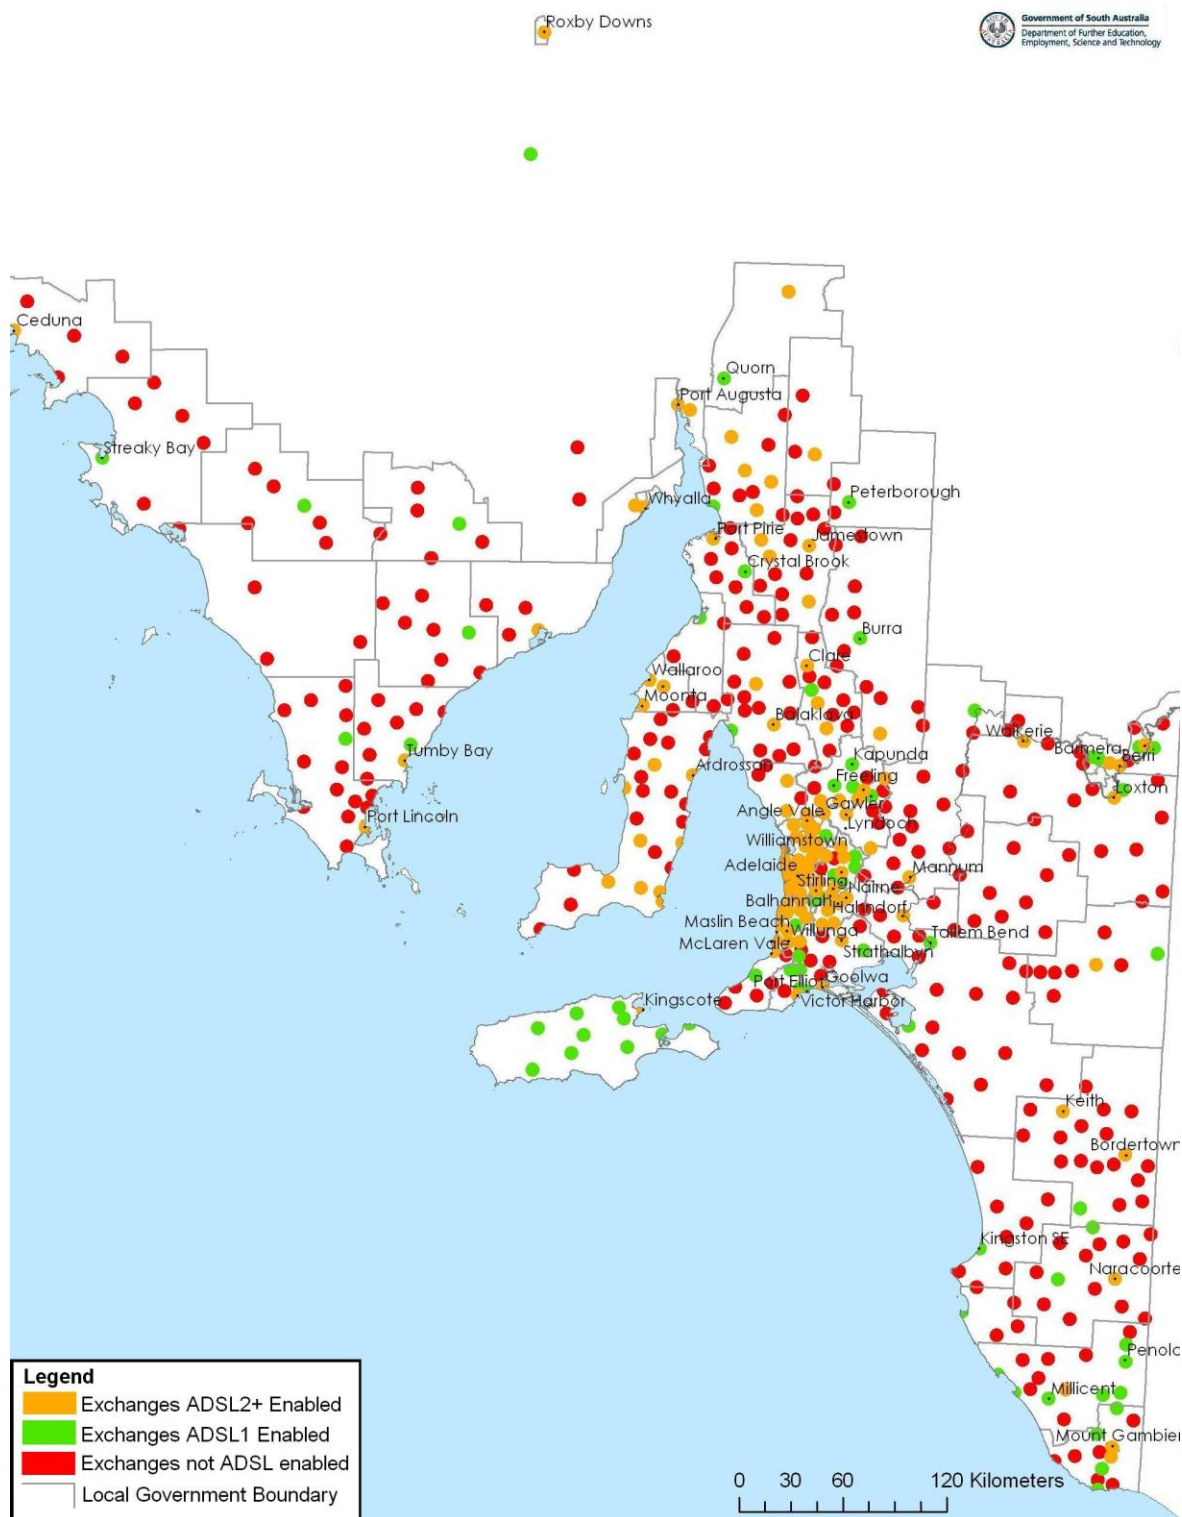 Roxby Downs
Government of South Australia
Department of Further Education,
Employment, Science and Technology
Ceduna
Quorn
Port Augusta
Streaky Bay
Whyalla
Peterborough
Port Pirie
Jamestown
Crystal Brook
Burra
Clare
Wallaroo
Moonta
Balaklava
Waikerie
Barmera
Berri
Tumby Bay
Kapunda
Ardrossan
Freeling
Loxton
Gawler
Angle Vale
Lyndoch
Port Lincoln
Williamstown
Adelaide
Mannum
Stirling
Nairne
Balhannah
Hahndorf
Maslin Beach
Willunga
Tailem Bend
McLaren Vale
Strathalbyn
Port Elliot
Goolwa
Kingscote
Victor Harbor
Keith
Bordertown
Kingston SE
Naracoorte
Penola
Millicent
Mount Gambier
Legend
Exchanges ADSL2+ Enabled
Exchanges ADSL1 Enabled
Exchanges not ADSL enabled
Local Government Boundary
0 30 60 120 Kilometers